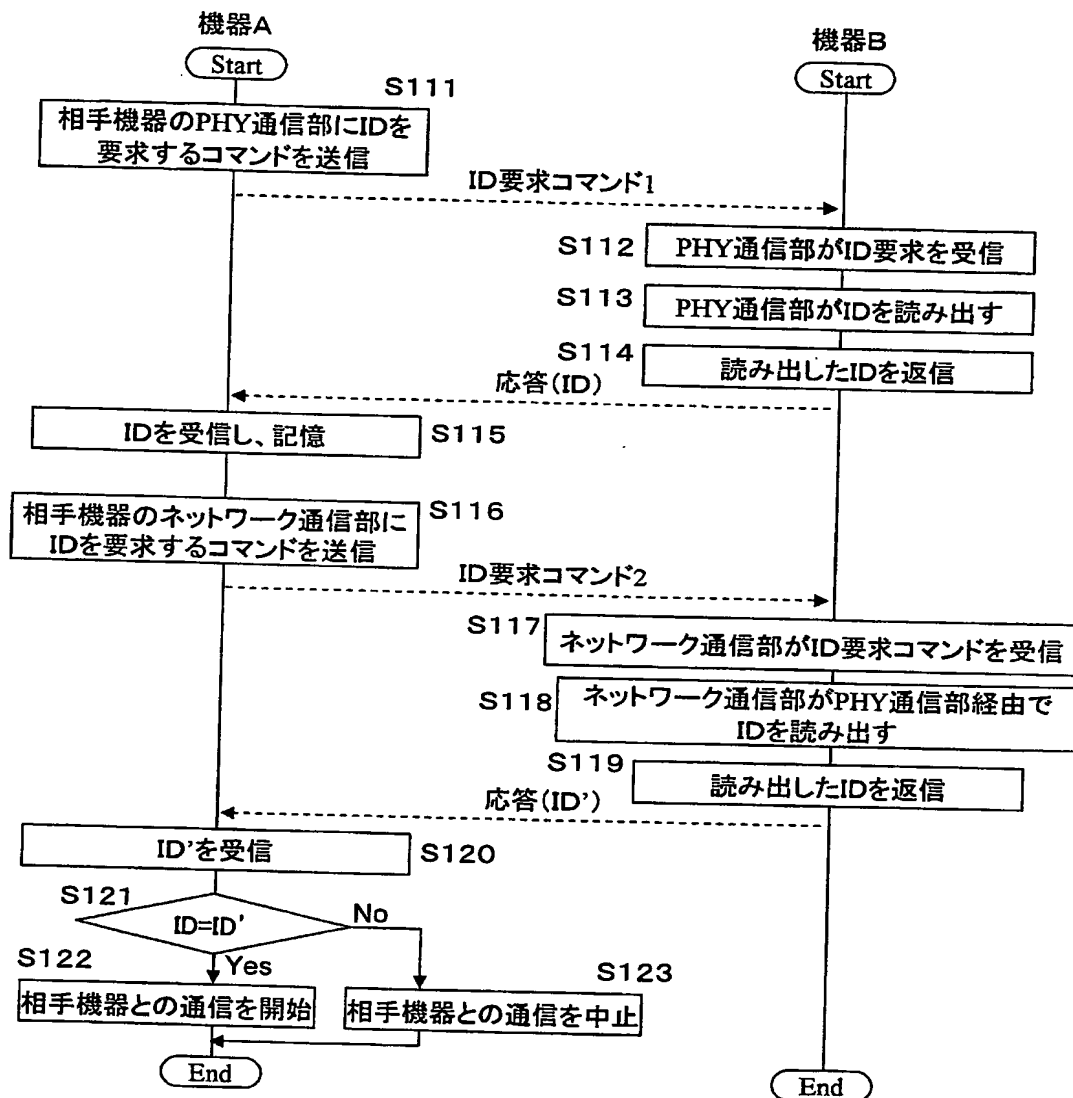 機器A
機器B
Start
Start
S111
相手機器のPHY通信部にIDを
要求するコマンドを送信
ID要求コマンド1
S112
PHY通信部がID要求を受信
S113
PHY通信部がIDを読み出す
S114
読み出したIDを返信
応答(ID)
IDを受信し、記憶
S115
相手機器のネットワーク通信部に
IDを要求するコマンドを送信
S116
ID要求コマンド2
S117
ネットワーク通信部がID要求コマンドを受信
S118
ネットワーク通信部がPHY通信部経由で
IDを読み出す
S119
読み出したIDを返信
応答(ID')
ID'を受信
S120
S121
ID=ID'
No
S122
Yes
S123
相手機器との通信を開始
相手機器との通信を中止
End
End